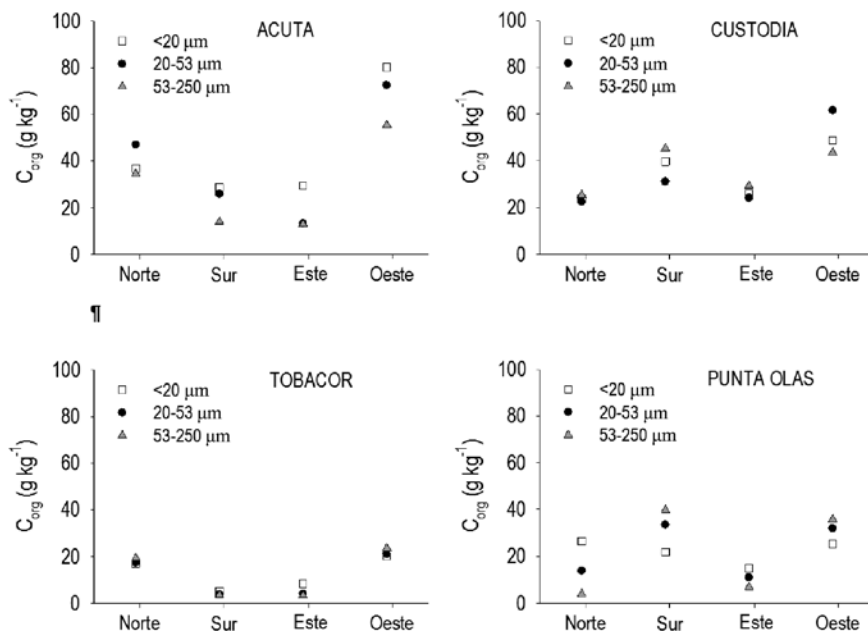 ACUTA
100
80
60
40
20
0
C_org (g kg⁻¹)
<20 µm
20-53 µm
53-250 µm
Norte Sur Este Oeste
CUSTODIA
100
80
60
40
20
0
C_org (g kg⁻¹)
<20 µm
20-53 µm
53-250 µm
Norte Sur Este Oeste
¶
TOBACOR
100
80
60
40
20
0
C_org (g kg⁻¹)
<20 µm
20-53 µm
53-250 µm
Norte Sur Este Oeste
PUNTA OLAS
100
80
60
40
20
0
C_org (g kg⁻¹)
<20 µm
20-53 µm
53-250 µm
Norte Sur Este Oeste